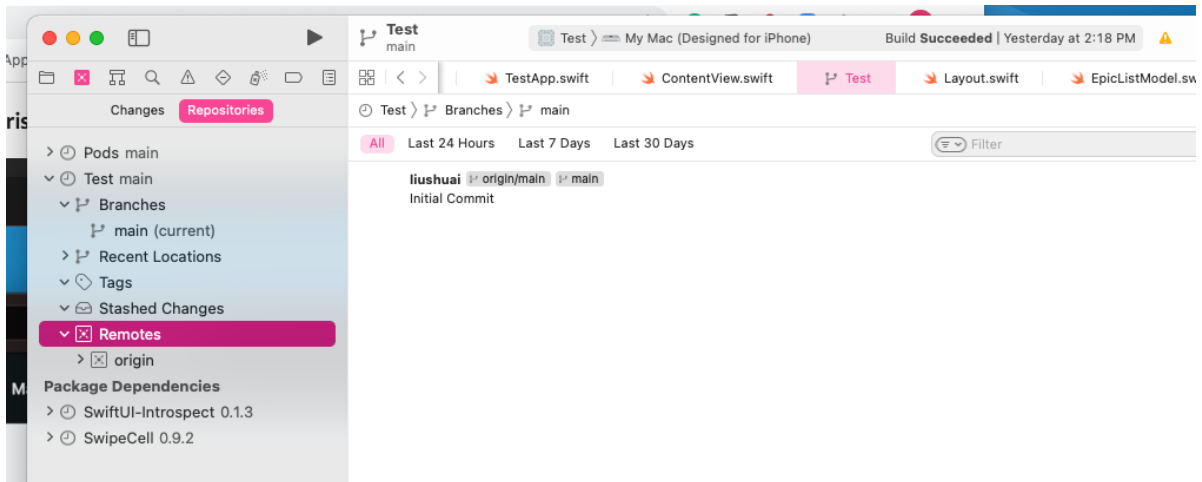 Test
main
Test 〉 My Mac (Designed for iPhone)
Build Succeeded | Yesterday at 2:18 PM
App
TestApp.swift
ContentView.swift
Test
Layout.swift
EpicListModel.sw
Changes
Repositories
Test 〉 Branches 〉 main
ris
All
Last 24 Hours
Last 7 Days
Last 30 Days
Filter
Pods main
Test main
Branches
main (current)
Recent Locations
Tags
Stashed Changes
Remotes
origin
Package Dependencies
SwiftUI-Introspect 0.1.3
SwipeCell 0.9.2
liushuai origin/main main
Initial Commit